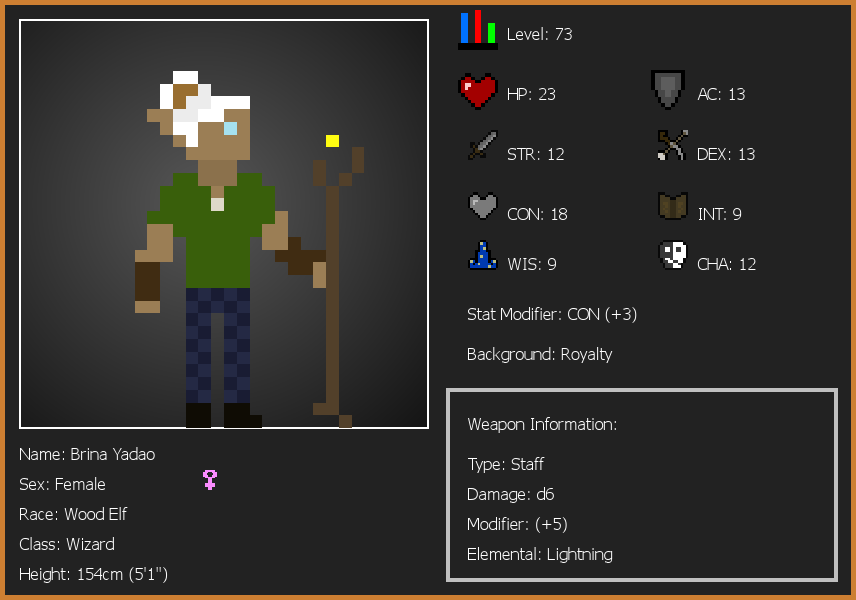 Level: 73
HP: 23
AC: 13
STR: 12
DEX: 13
CON: 18
INT: 9
WIS: 9
CHA: 12
Stat Modifier: CON (+3)
Background: Royalty
Weapon Information:
Type: Staff
Damage: d6
Modifier: (+5)
Elemental: Lightning
Name: Brina Yadao
Sex: Female
Race: Wood Elf
Class: Wizard
Height: 154cm (5'1")